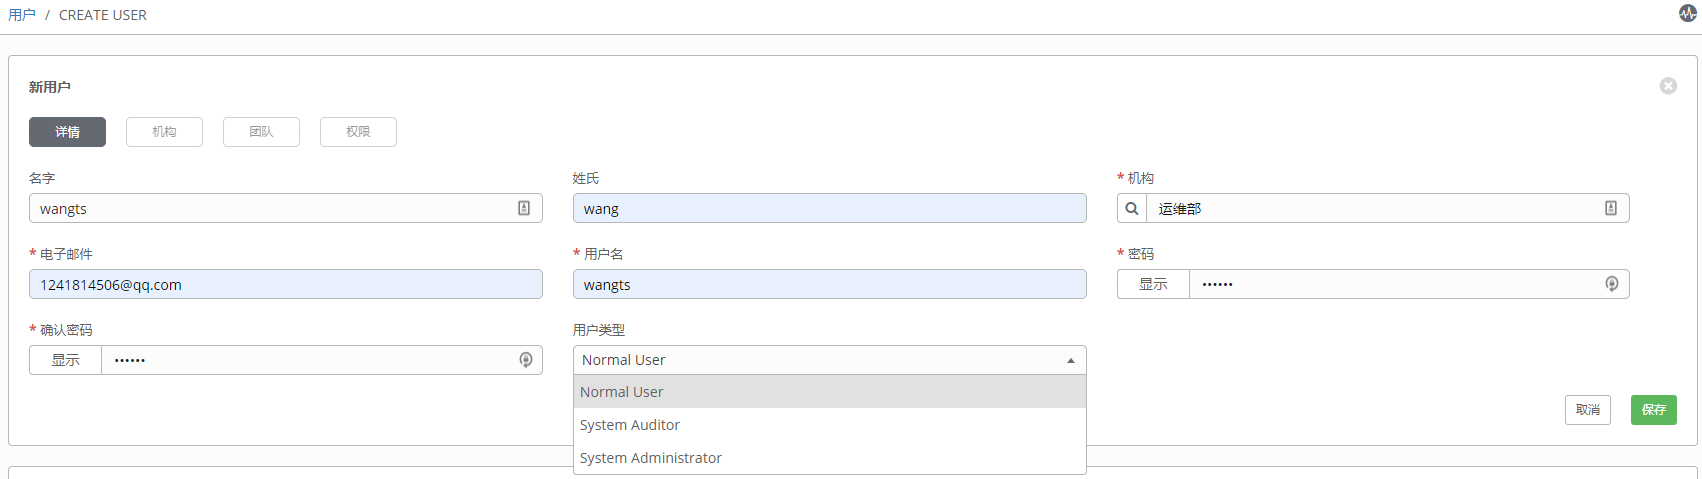 用户 / CREATE USER
新用户
详情 机构 团队 权限
名字 姓氏 * 机构
wangts wang 运维部
* 电子邮件 * 用户名 * 密码
1241814506@qq.com wangts 显示 ••••••
* 确认密码 用户类型
显示 •••••• Normal User
Normal User
取消 保存
System Auditor
System Administrator